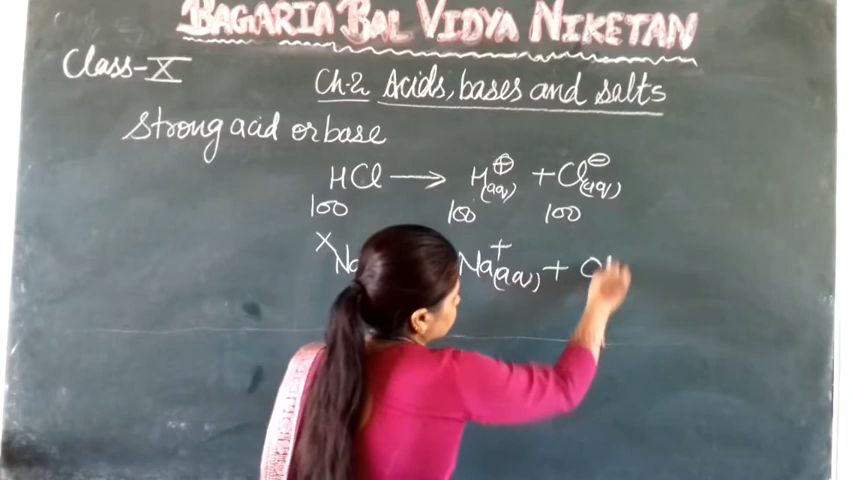 BAGARIA BAL VIDYA NIKETAN
Class-X
Ch-2 Acids, bases and salts
Strong acid or base
HCl → H⊕(aq) + Cl⊖(aq)
100 100 100
x
Na Na+(aq) +